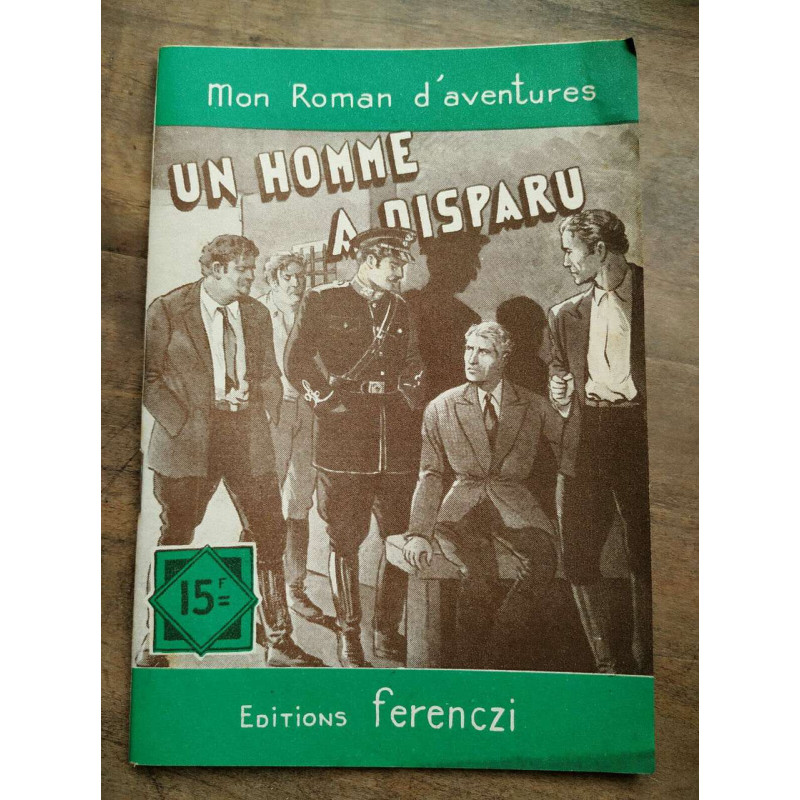 Mon Roman d'aventures
UN HOMME
A DISPARU
15F=
EDITIONS ferenczi